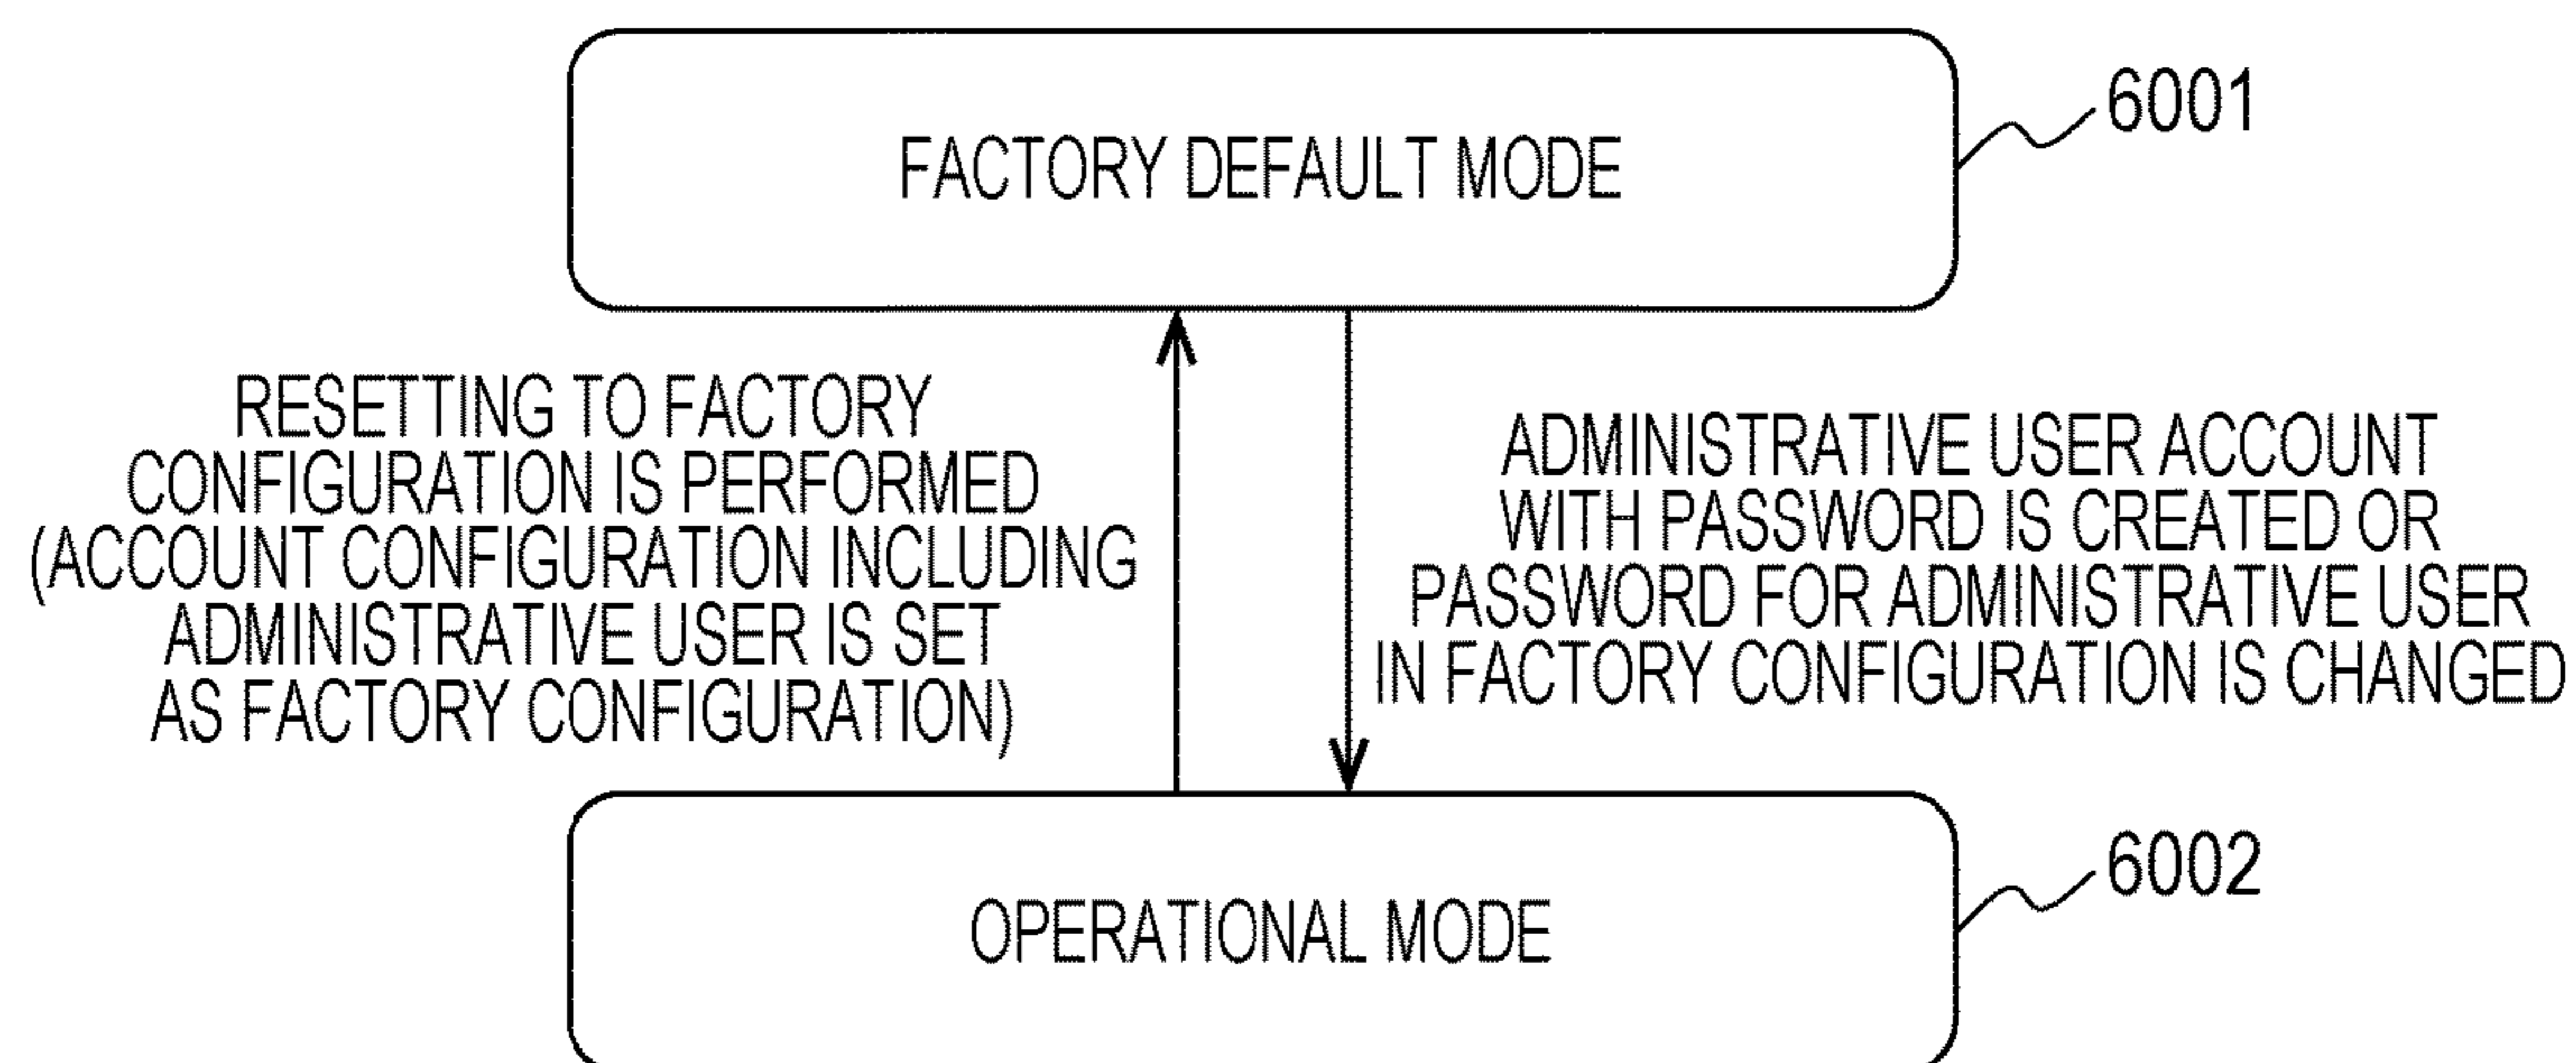 FACTORY DEFAULT MODE
6001
RESETTING TO FACTORY
CONFIGURATION IS PERFORMED
(ACCOUNT CONFIGURATION INCLUDING
ADMINISTRATIVE USER IS SET
AS FACTORY CONFIGURATION)
ADMINISTRATIVE USER ACCOUNT
WITH PASSWORD IS CREATED OR
PASSWORD FOR ADMINISTRATIVE USER
IN FACTORY CONFIGURATION IS CHANGED
OPERATIONAL MODE
6002